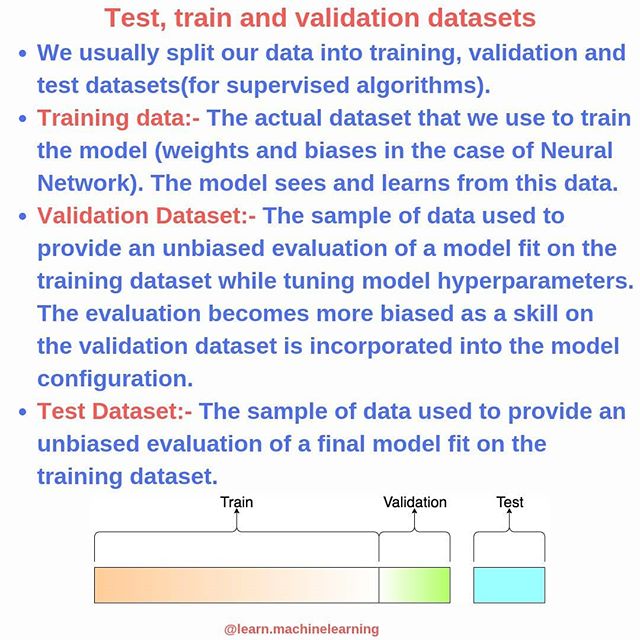 Test, train and validation datasets
• We usually split our data into training, validation and
test datasets(for supervised algorithms).
• Training data:- The actual dataset that we use to train
the model (weights and biases in the case of Neural
Network). The model sees and learns from this data.
• Validation Dataset:- The sample of data used to
provide an unbiased evaluation of a model fit on the
training dataset while tuning model hyperparameters.
The evaluation becomes more biased as a skill on
the validation dataset is incorporated into the model
configuration.
• Test Dataset:- The sample of data used to provide an
unbiased evaluation of a final model fit on the
training dataset.
Train Validation Test
@learn.machinelearning